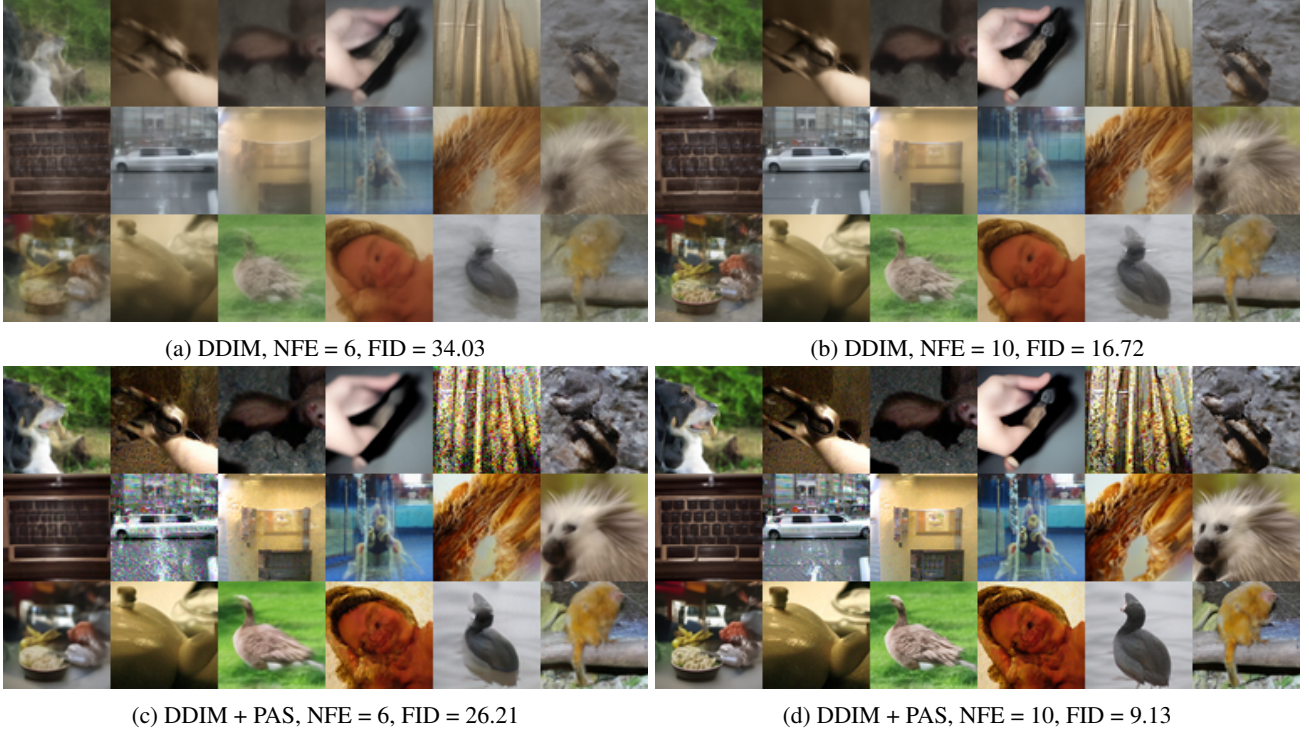 (a) DDIM, NFE = 6, FID = 34.03
(b) DDIM, NFE = 10, FID = 16.72
(c) DDIM + PAS, NFE = 6, FID = 26.21
(d) DDIM + PAS, NFE = 10, FID = 9.13